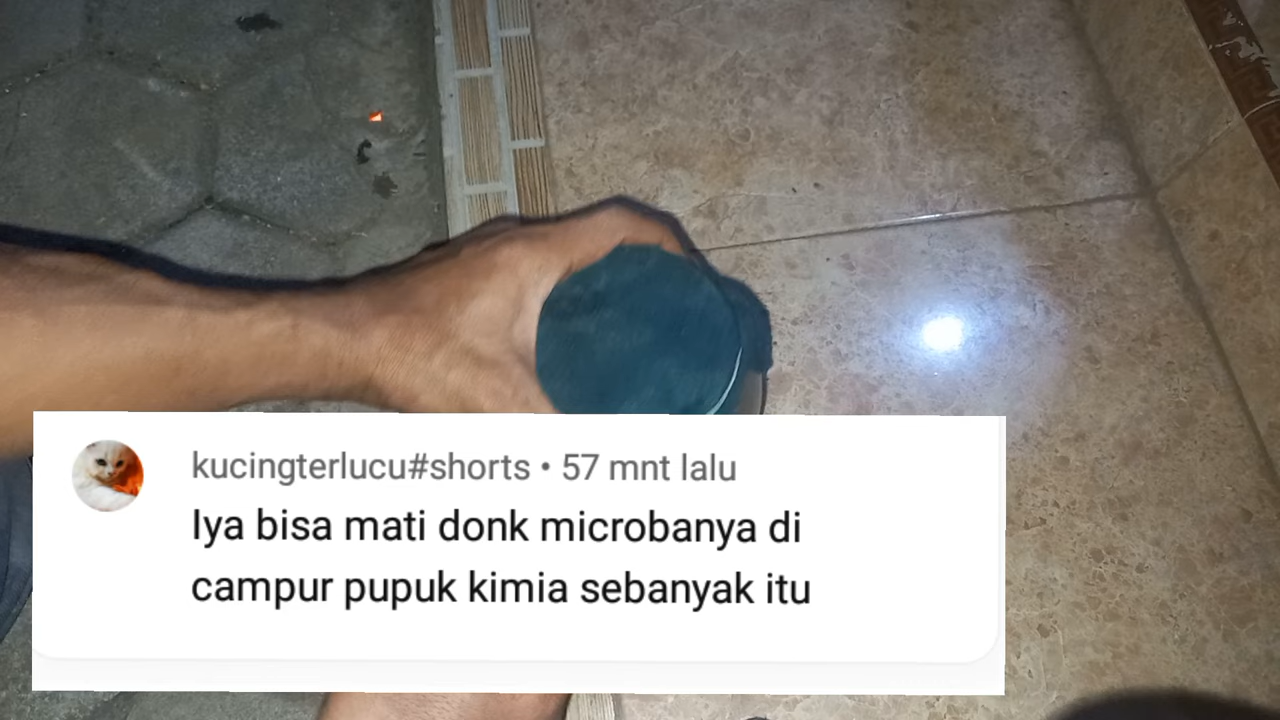 kucingterlucu#shorts • 57 mnt lalu
Iya bisa mati donk microbanya di
campur pupuk kimia sebanyak itu